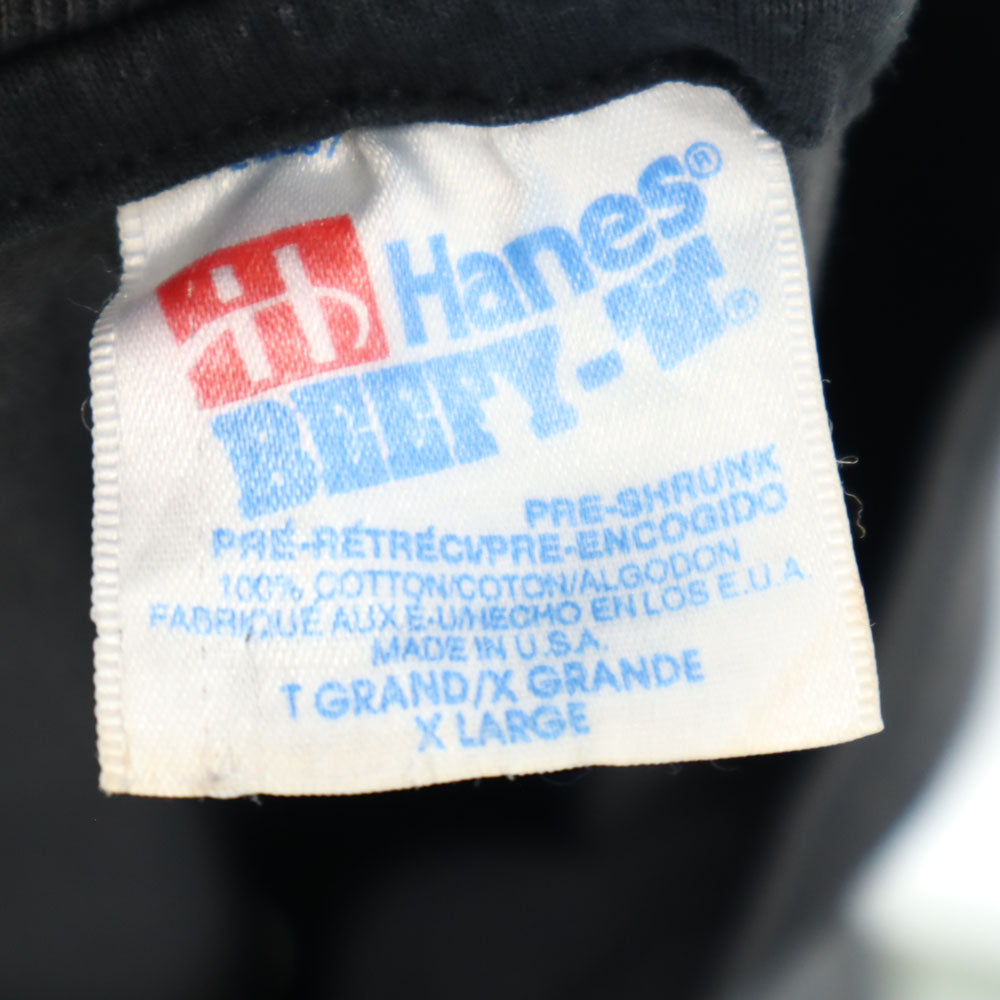 Hanes®
BEEFY-T®
PRE-SHRUNK
PRÉ-RÉTRÉCI/PRE-ENCOGIDO
100% COTTON/COTON/ALGODON
FABRIQUÉ AUX É-U/HECHO EN LOS E.U.A.
MADE IN U.S.A.
T GRAND/X GRANDE
X LARGE